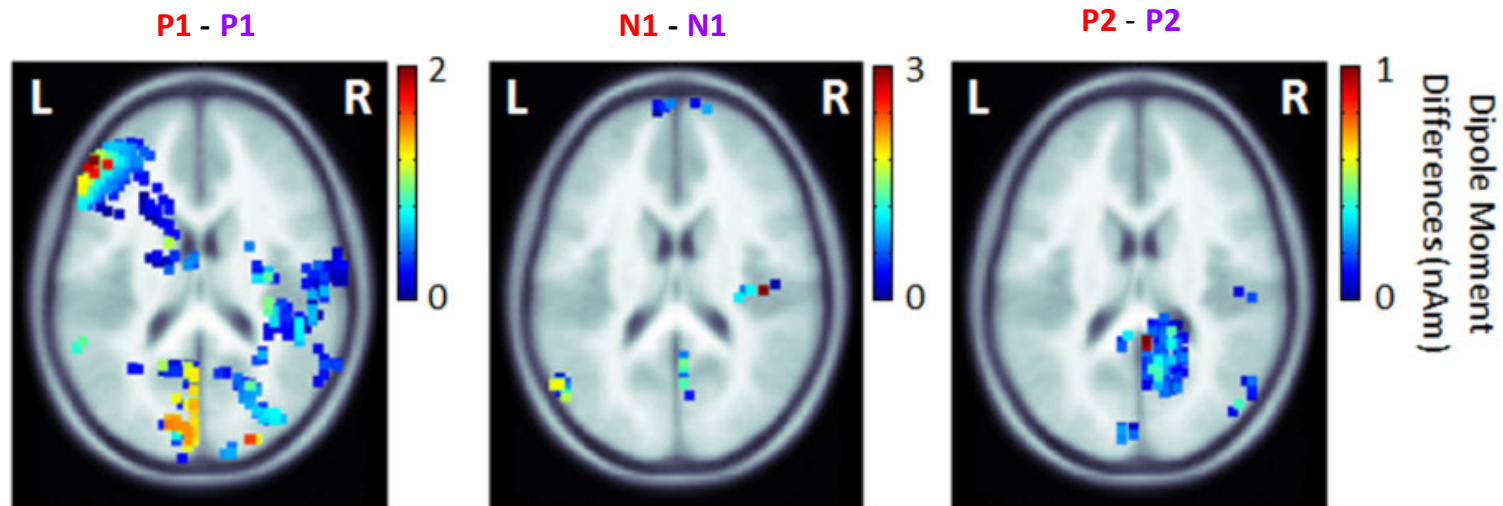 P1 - P1
N1 - N1
P2 - P2
L R 2 0
L R 3 0
L R 1 0
Dipole Moment
Differences (nAm)